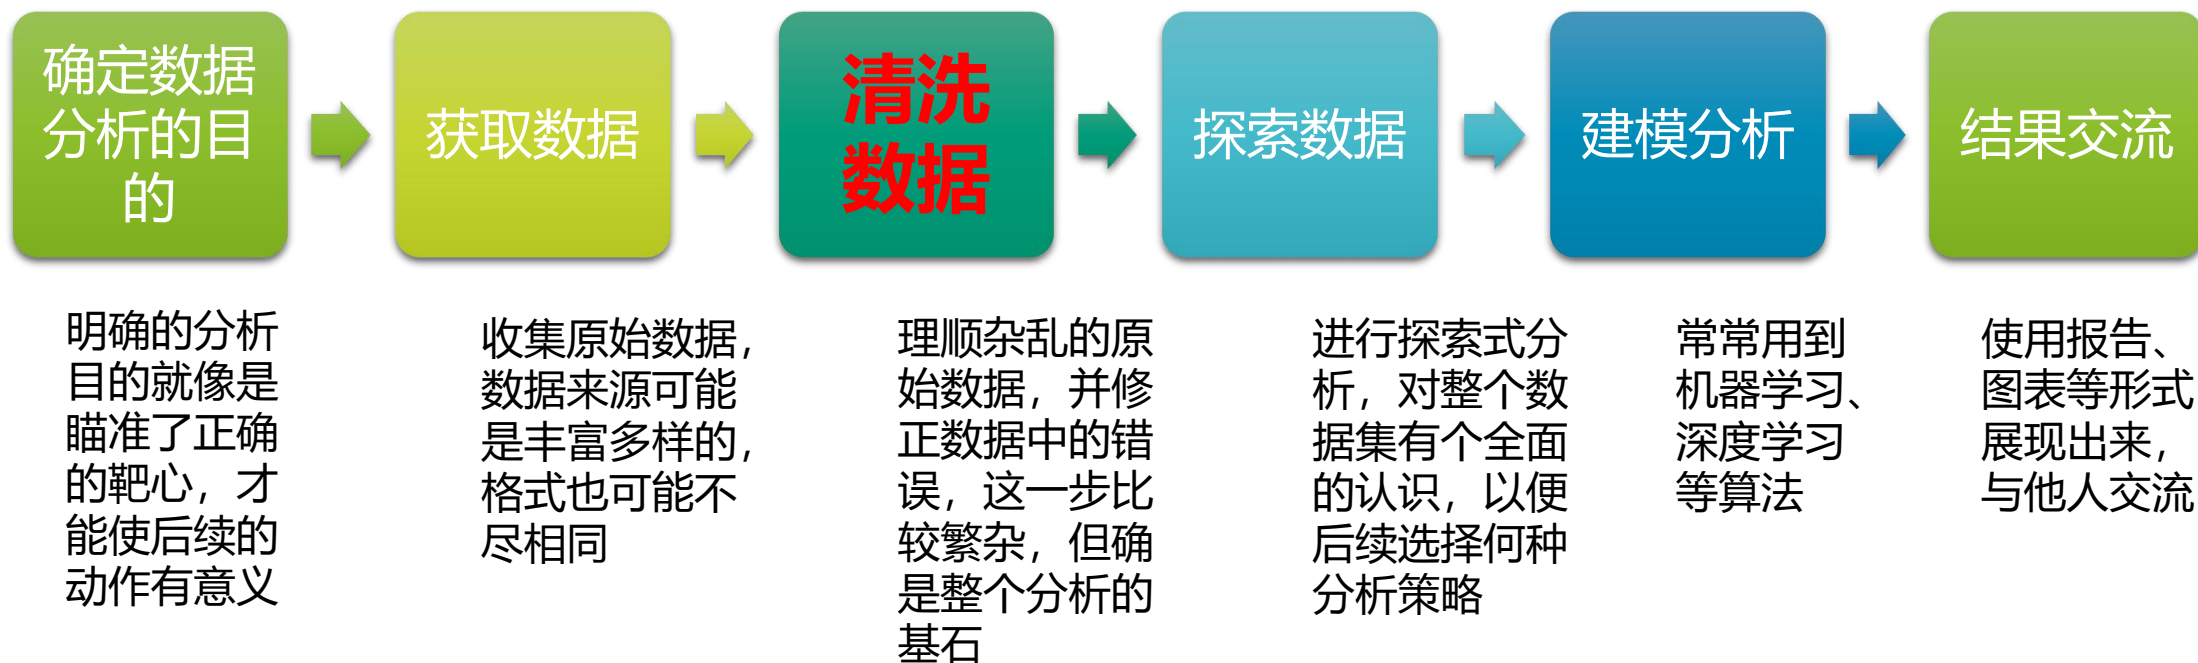 确定数据
分析的目
的
获取数据
清洗
数据
探索数据
建模分析
结果交流
明确的分析
目的就像是
瞄准了正确
的靶心，才
能使后续的
动作有意义
收集原始数据，
数据来源可能
是丰富多样的，
格式也可能不
尽相同
理顺杂乱的原
始数据，并修
正数据中的错
误，这一步比
较繁杂，但确
是整个分析的
基石
进行探索式分
析，对整个数
据集有个全面
的认识，以便
后续选择何种
分析策略
常常用到
机器学习、
深度学习
等算法
使用报告、
图表等形式
展现出来，
与他人交流